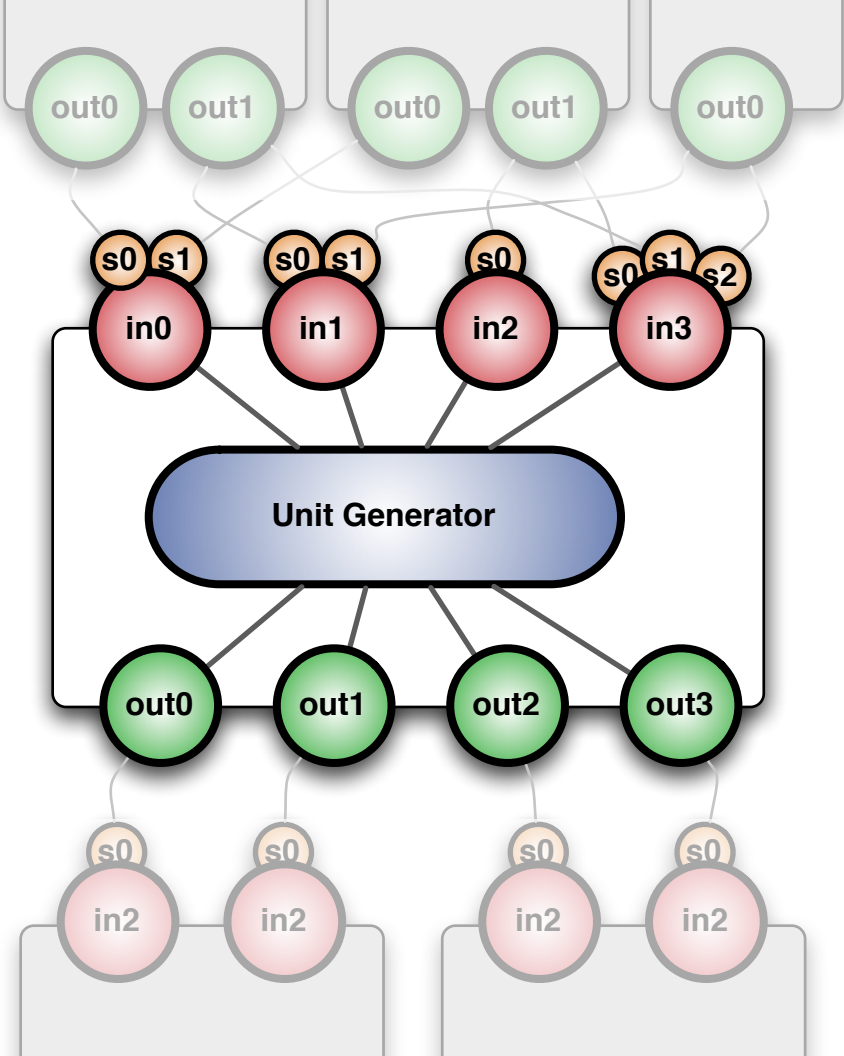 out0 out1 out0 out1 out0
s0 s1 s0 s1 s0 s0 s1 s2
in0 in1 in2 in3
Unit Generator
out0 out1 out2 out3
s0 s0 s0 s0
in2 in2 in2 in2